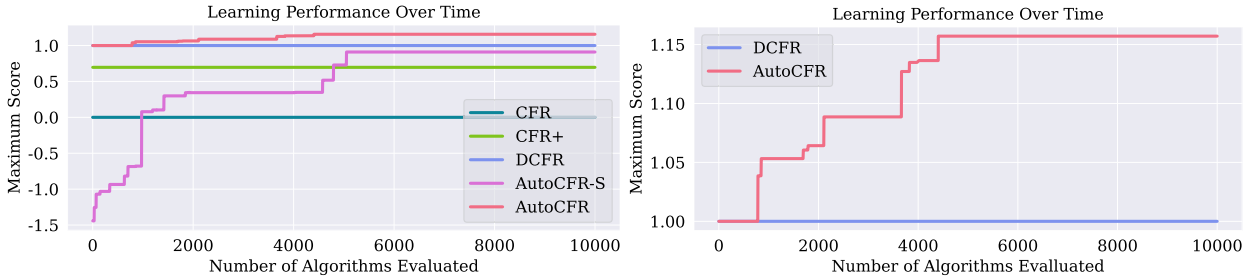 Learning Performance Over Time
Maximum Score
1.0
0.5
0.0
-0.5
-1.0
-1.5
0 2000 4000 6000 8000 10000
Number of Algorithms Evaluated
CFR
CFR+
DCFR
AutoCFR-S
AutoCFR
Learning Performance Over Time
Maximum Score
1.15
1.10
1.05
1.00
0 2000 4000 6000 8000 10000
Number of Algorithms Evalluated
DCFR
AutoCFR